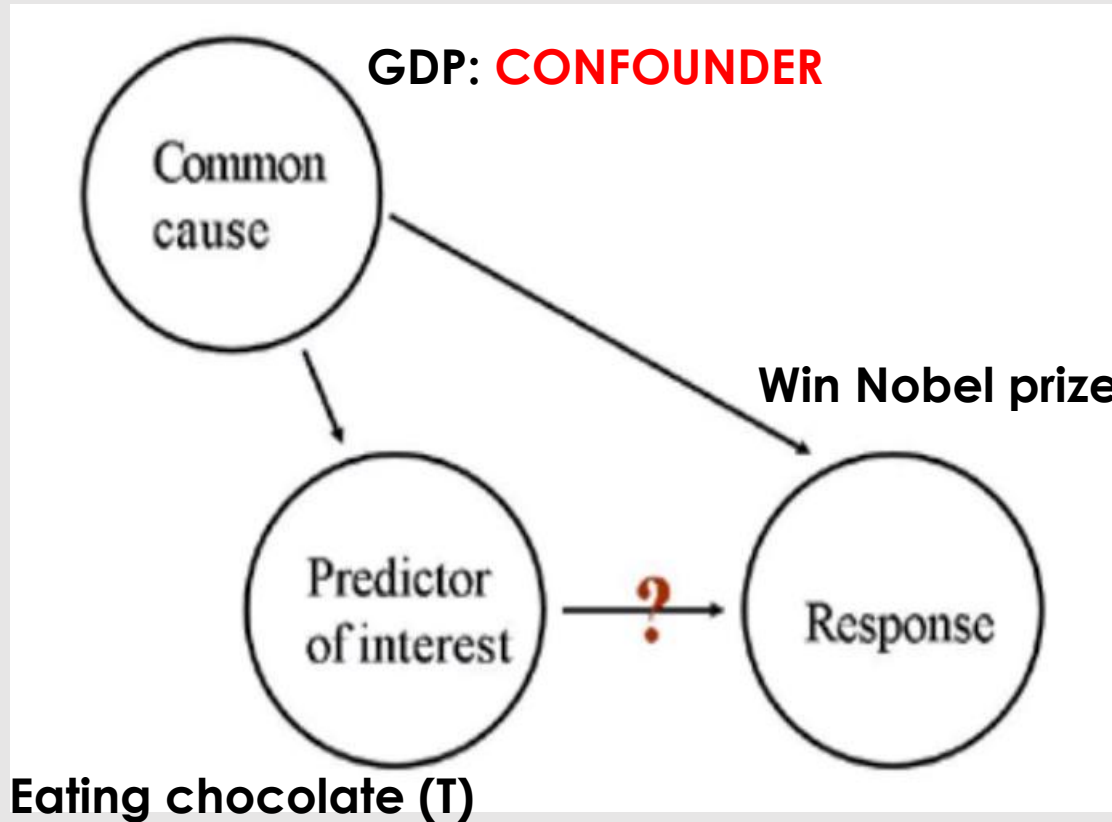 GDP: CONFOUNDER
Common
cause
Win Nobel prize
Predictor
of interest
?
Response
Eating chocolate (T)